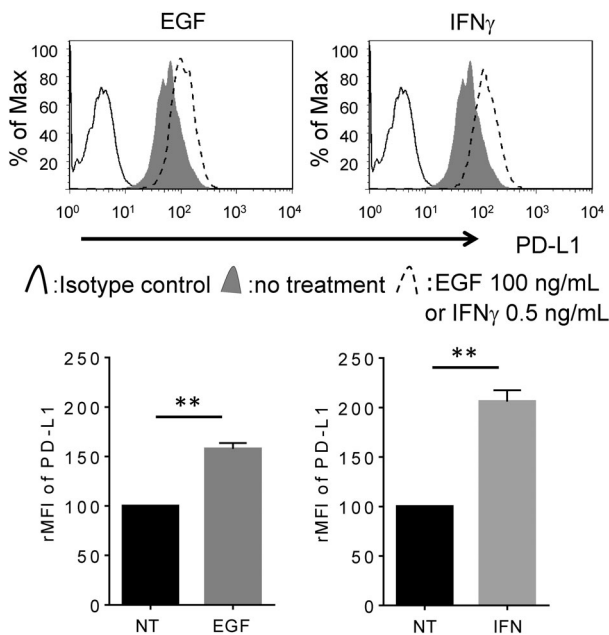 EGF
IFNγ
% of Max
100
80
60
40
20
10⁰ 10¹ 10² 10³ 10⁴
% of Max
100
80
60
40
20
10⁰ 10¹ 10² 10³ 10⁴
PD-L1
:Isotype control :no treatment :EGF 100 ng/mL
or IFNγ 0.5 ng/mL
rMFI of PD-L1
250
200
150
100
50
0
**
NT EGF
rMFI of PD-L1
250
200
150
100
50
0
**
NT IFN